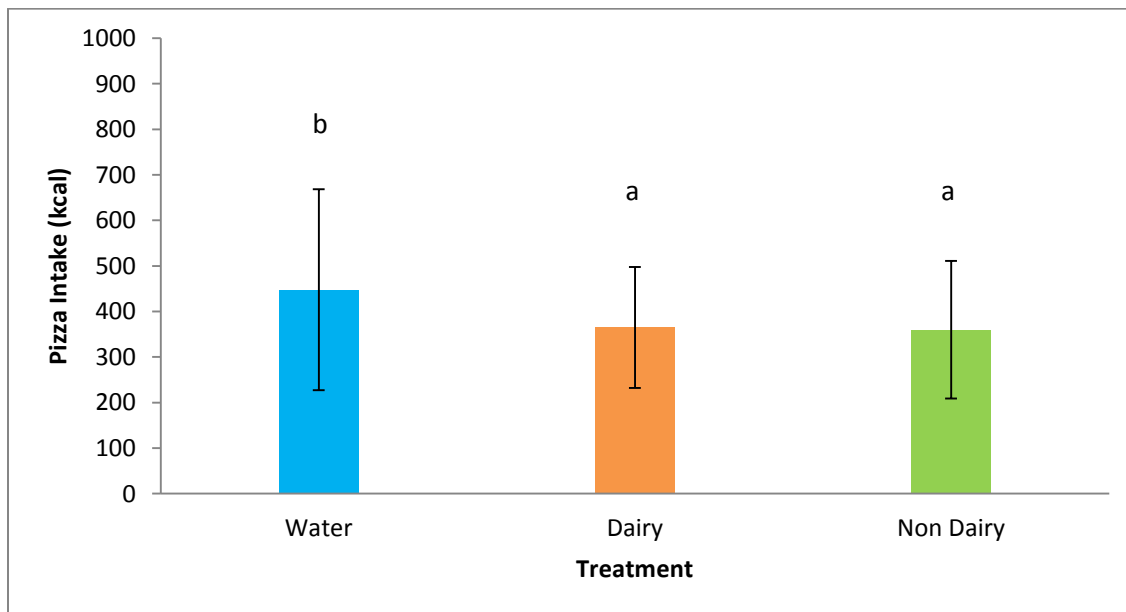 1000
900
800
700
600
500
400
300
200
100
0
Pizza Intake (kcal)
b
a
a
Water
Dairy
Non Dairy
Treatment